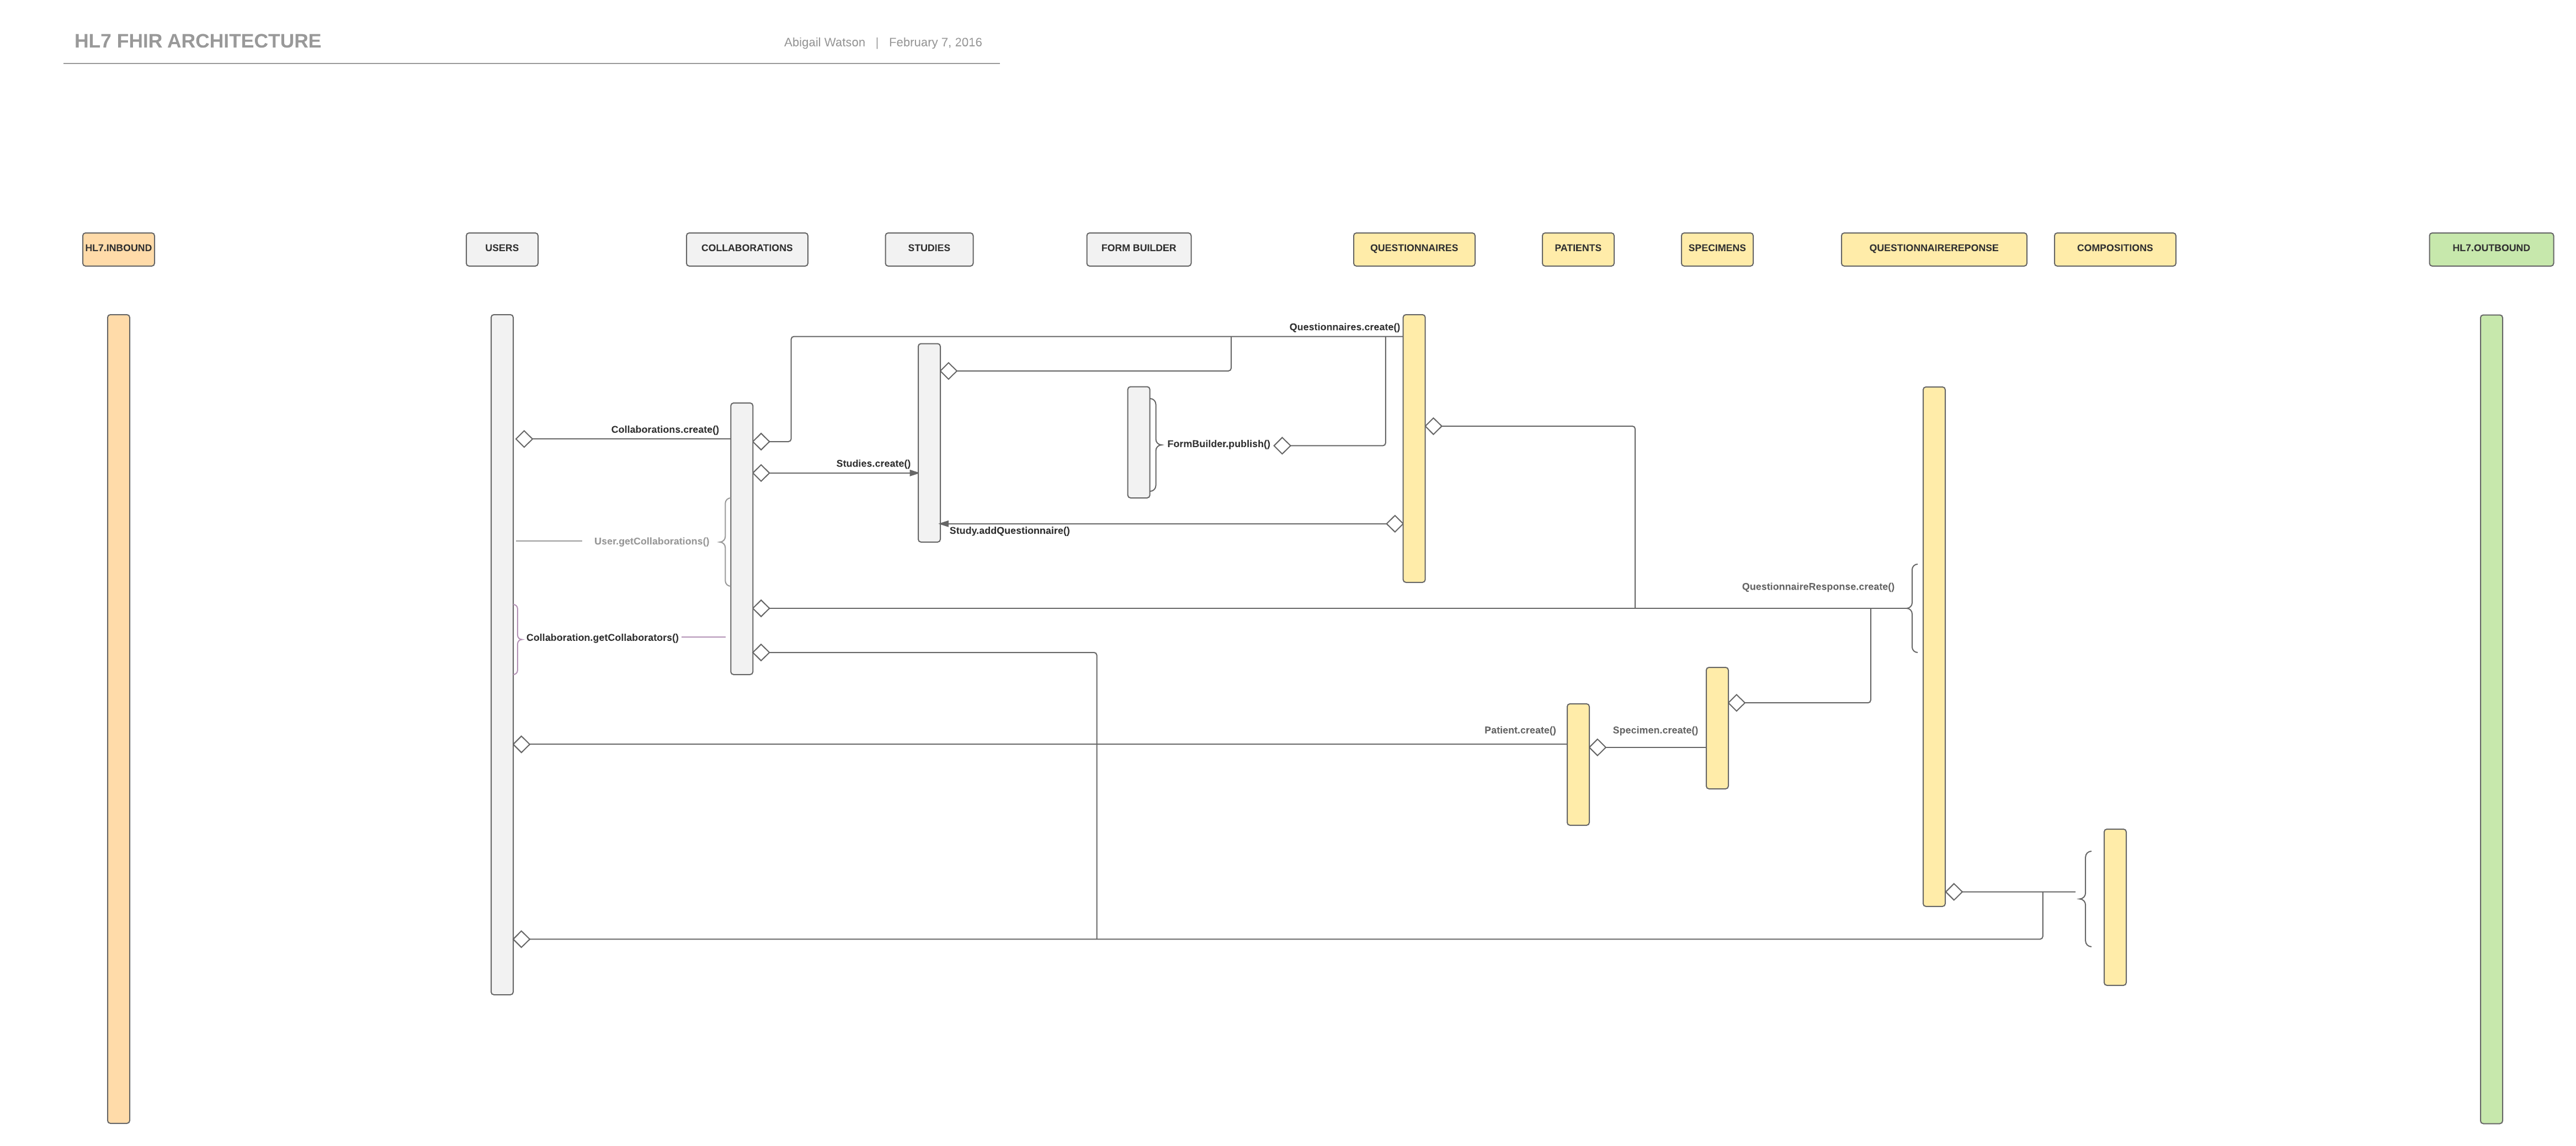 HL7 FHIR ARCHITECTURE
Abigail Watson | February 7, 2016
HL7.INBOUND
USERS
COLLABORATIONS
STUDIES
FORM BUILDER
QUESTIONNAIRES
PATIENTS
SPECIMENS
QUESTIONNAIREREPONSE
COMPOSITIONS
HL7.OUTBOUND
Questionnaires.create()
Collaborations.create()
FormBuilder.publish()
Studies.create()
Study.addQuestionnaire()
User.getCollaborations()
QuestionnaireResponse.create()
Collaboration.getCollaborators()
Patient.create()
Specimen.create()